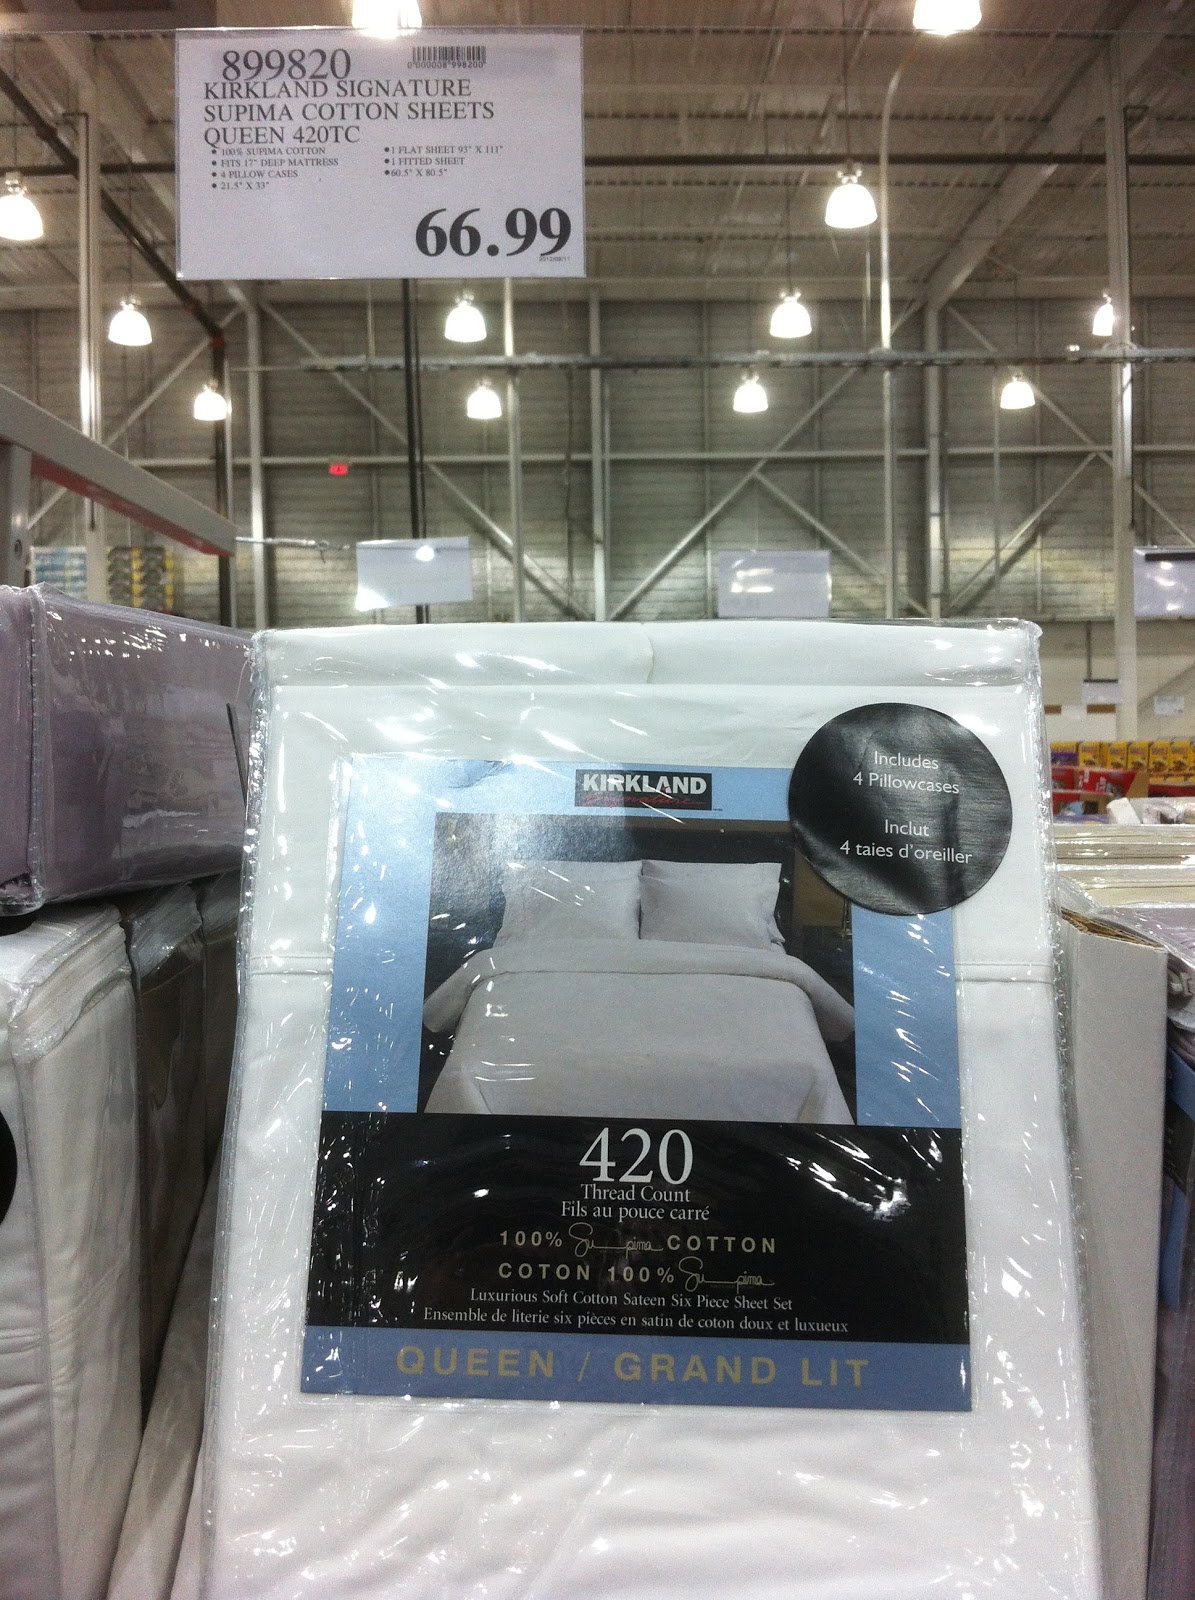 899820
KIRKLAND SIGNATURE
SUPIMA COTTON SHEETS
QUEEN 420TC
• 100% SUPIMA COTTON
• FITS 17" DEEP MATTRESS
• 4 PILLOW CASES
• 21.5" X 33"
• 1 FLAT SHEET 93" X 111"
• 1 FITTED SHEET
• 60.5" X 80.5"
66.99
Includes
4 Pillowcases
Inclut
4 taies d'oreiller
KIRKLAND
Signature
420
Thread Count
Fils au pouce carré
100% Supima COTTON
COTON 100% Supima
Luxurious Soft Cotton Sateen Six Piece Sheet Set
Ensemble de literie six pièces en satin de coton doux et luxueux
QUEEN / GRAND LIT